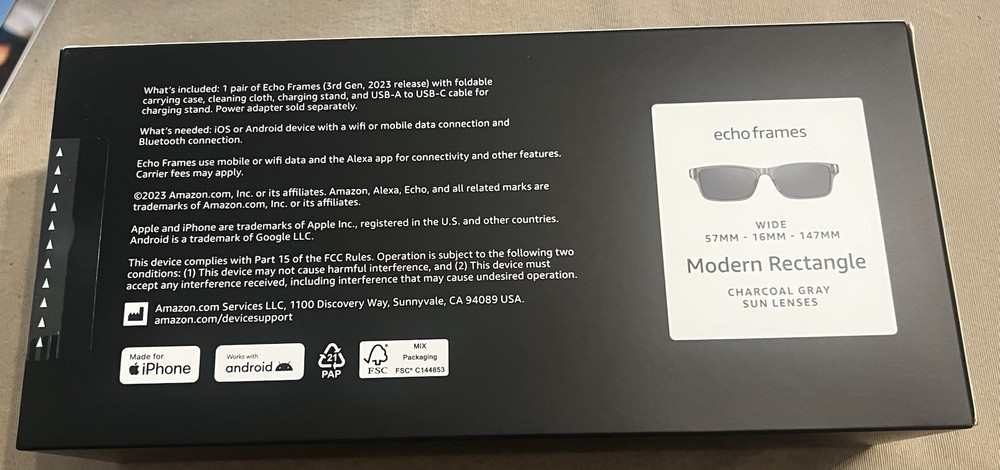 What's included: 1 pair of Echo Frames (3rd Gen, 2023 release) with foldable
carrying case, cleaning cloth, charging stand, and USB-A to USB-C cable for
charging stand. Power adapter sold separately.
What's needed: iOS or Android device with a wifi or mobile data connection and
Bluetooth connection.
Echo Frames use mobile or wifi data and the Alexa app for connectivity and other features.
Carrier fees may apply.
©2023 Amazon.com, Inc. or its affiliates. Amazon, Alexa, Echo, and all related marks are
trademarks of Amazon.com, Inc. or its affiliates.
Apple and iPhone are trademarks of Apple Inc., registered in the U.S. and other countries.
Android is a trademark of Google LLC.
This device complies with Part 15 of the FCC Rules. Operation is subject to the following two
conditions: (1) This device may not cause harmful interference, and (2) This device must
accept any interference received, including interference that may cause undesired operation.
Amazon.com Services LLC, 1100 Discovery Way, Sunnyvale, CA 94089 USA.
amazon.com/devicesupport
Made for
iPhone
Works with
android
21
PAP
FSC
MIX
Packaging
FSC® C144853
echo frames
WIDE
57MM - 16MM - 147MM
Modern Rectangle
CHARCOAL GRAY
SUN LENSES